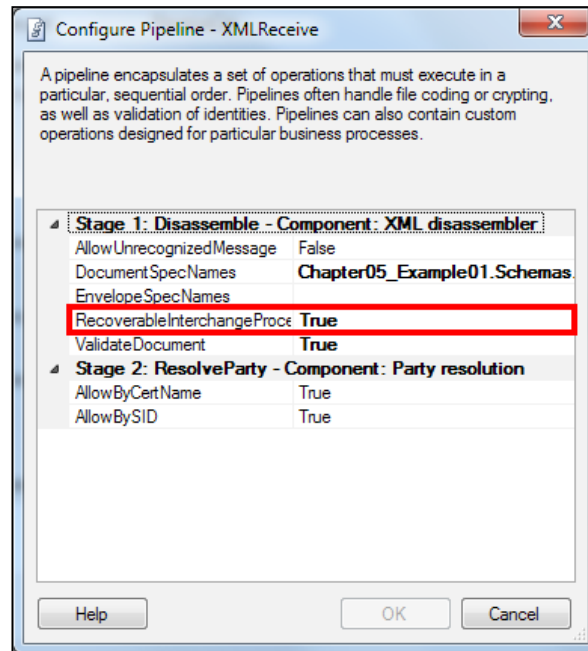 Configure Pipeline - XMLReceive
A pipeline encapsulates a set of operations that must execute in a
particular, sequential order. Pipelines often handle file coding or crypting,
as well as validation of identities. Pipelines can also contain custom
operations designed for particular business processes.
Stage 1: Disassemble - Component: XML disassembler
AllowUnrecognizedMessage False
DocumentSpecNames Chapter05_Example01.Schemas.
EnvelopeSpecNames
RecoverableInterchangeProce True
ValidateDocument True
Stage 2: ResolveParty - Component: Party resolution
AllowByCertName True
AllowBySID True
Help OK Cancel